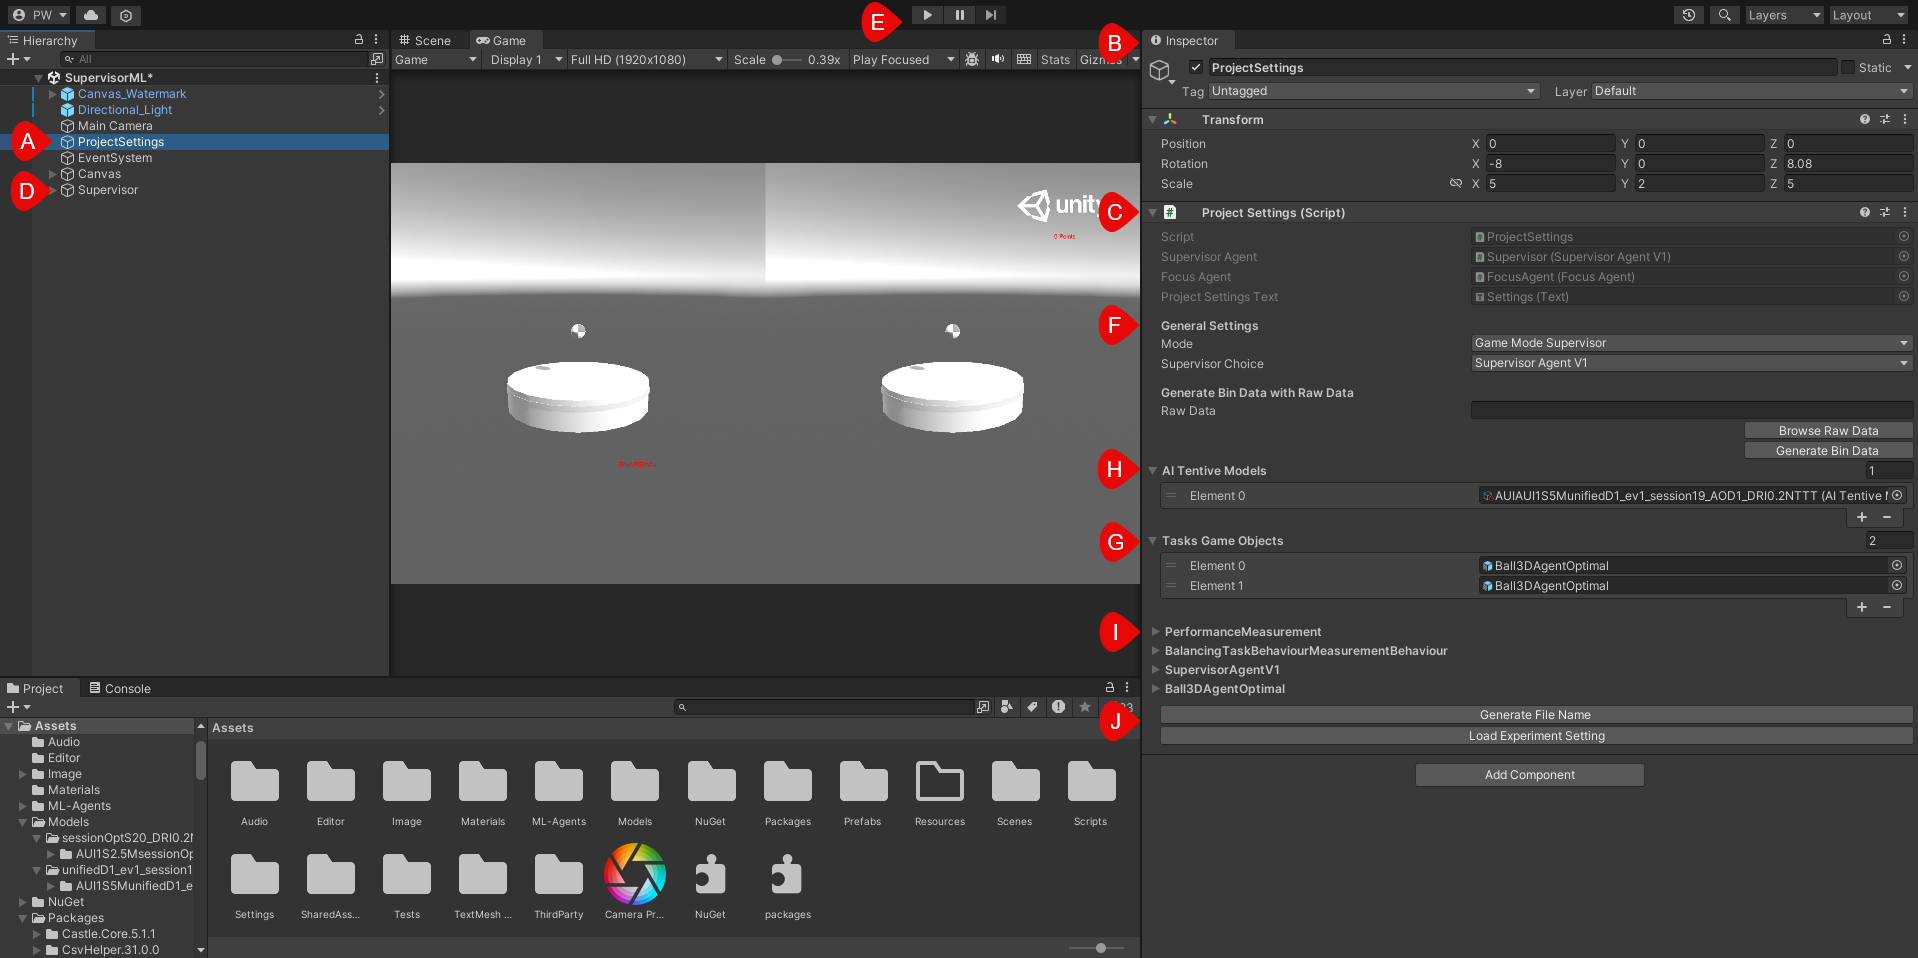 PW
E
Layers
Layout
Hierarchy
All
SupervisorML*
Canvas_Watermark
Directional_Light
Main Camera
A
ProjectSettings
EventSystem
Canvas
D
Supervisor
Scene
Game
Game
Display 1
Full HD (1920x1080)
Scale
0.39x
Play Focused
Stats
Gizmos
unity
0 Points
B
Inspector
ProjectSettings
Static
Tag
Untagged
Layer
Default
Transform
Position
X
0
Y
0
Z
0
Rotation
X
-8
Y
0
Z
8.08
Scale
X
5
Y
2
Z
5
C
#
Project Settings (Script)
Script
ProjectSettings
Supervisor Agent
Supervisor (Supervisor Agent V1)
Focus Agent
FocusAgent (Focus Agent)
Project Settings Text
Settings (Text)
F
General Settings
Mode
Game Mode Supervisor
Supervisor Choice
Supervisor Agent V1
Generate Bin Data with Raw Data
Raw Data
Browse Raw Data
Generate Bin Data
H
AI Tentive Models
1
Element 0
AUIAUI1S5MunifiedD1_ev1_session19_AOD1_DRI0.2NTTT (AI Tentive
G
Tasks Game Objects
2
Element 0
Ball3DAgentOptimal
Element 1
Ball3DAgentOptimal
I
PerformanceMeasurement
BalancingTaskBehaviourMeasurementBehaviour
SupervisorAgentV1
Ball3DAgentOptimal
J
Generate File Name
Load Experiment Setting
Add Component
Project
Console
Assets
Audio
Editor
Image
Materials
ML-Agents
Models
sessionOptS20_DRI0.2N
AUI1S2.5MsessionOp
unifiedD1_ev1_session1
AUI1S5MunifiedD1_e
NuGet
Packages
Castle.Core.5.1.1
CsvHelper.31.0.0
Assets
Audio
Editor
Image
Materials
ML-Agents
Models
NuGet
Packages
Prefabs
Resources
Scenes
Scripts
Settings
SharedAss...
Tests
TextMesh ...
ThirdParty
Camera Pr...
NuGet
packages